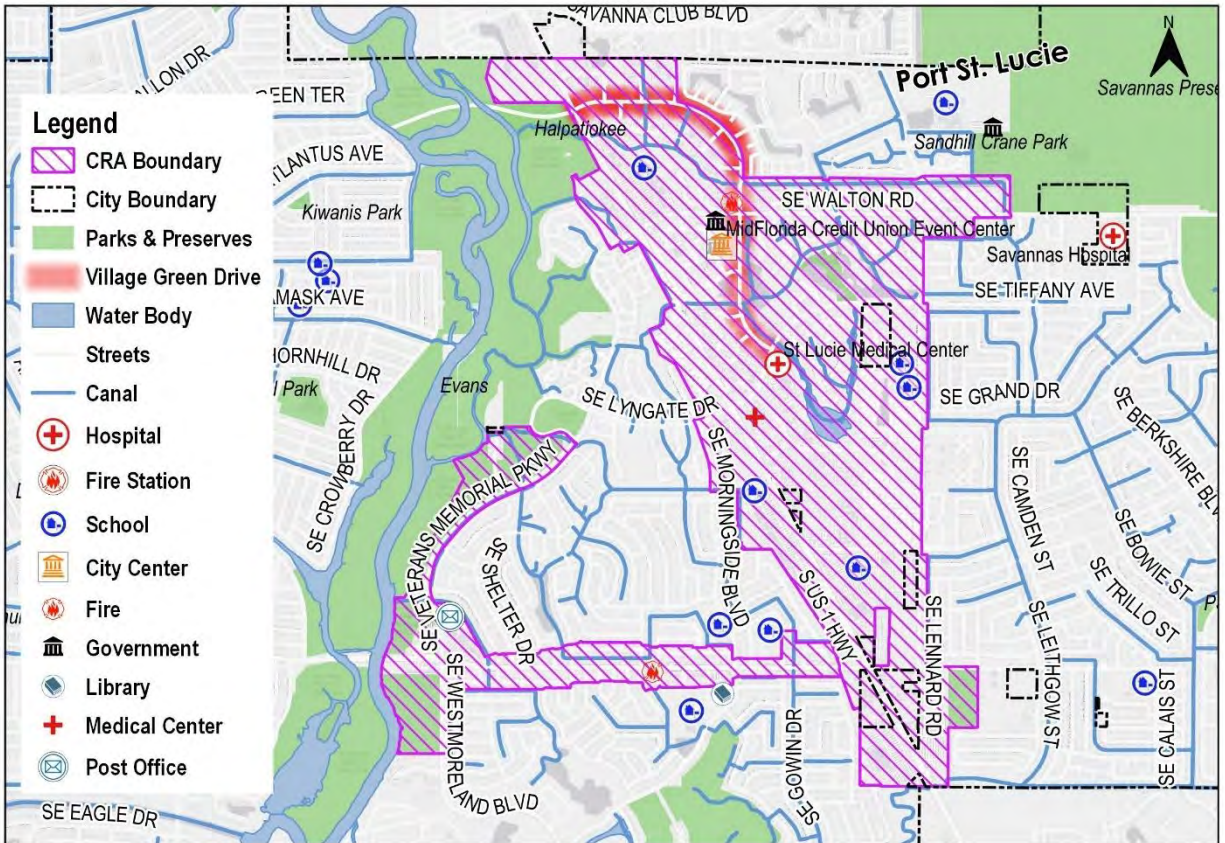 SAVANNA CLUB BLVD
N
Port St. Lucie
Savannas Prese
Sandhill Crane Park
Legend
CRA Boundary
City Boundary
Parks & Preserves
Village Green Drive
Water Body
Streets
Canal
Hospital
Fire Station
School
City Center
Fire
Government
Library
Medical Center
Post Office
ALLON DR
EEN TER
TLANTUS AVE
Kiwanis Park
AMASK AVE
HORNHILL DR
l Park
SE CROWBERRY DR
Halpatiokee
Evans
SE WALTON RD
MidFlorida Credit Union Event Center
Savannas Hospital
SE TIFFANY AVE
St Lucie Medical Center
SE LYNGATE DR
SE GRAND DR
SE BERKSHIRE BLV
SE MORNINGSIDE BLVD
SE VETERANS MEMORIAL PKWY
SE SHELTER DR
SE CAMDEN ST
SE BOWIE ST
SE TRILLO ST
S US 1 HWY
SE LENNARD RD
SE LEITHGOW ST
SE CALAIS ST
SE WESTMORELAND BLVD
SE GOWIN DR
SE EAGLE DR